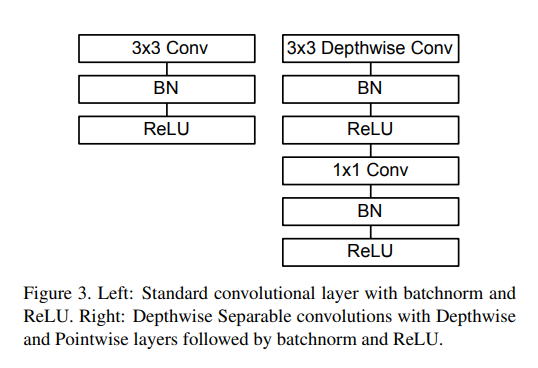 3x3 Conv
BN
ReLU
3x3 Depthwise Conv
BN
ReLU
1x1 Conv
BN
ReLU
Figure 3. Left: Standard convolutional layer with batchnorm and
ReLU. Right: Depthwise Separable convolutions with Depthwise
and Pointwise layers followed by batchnorm and ReLU.